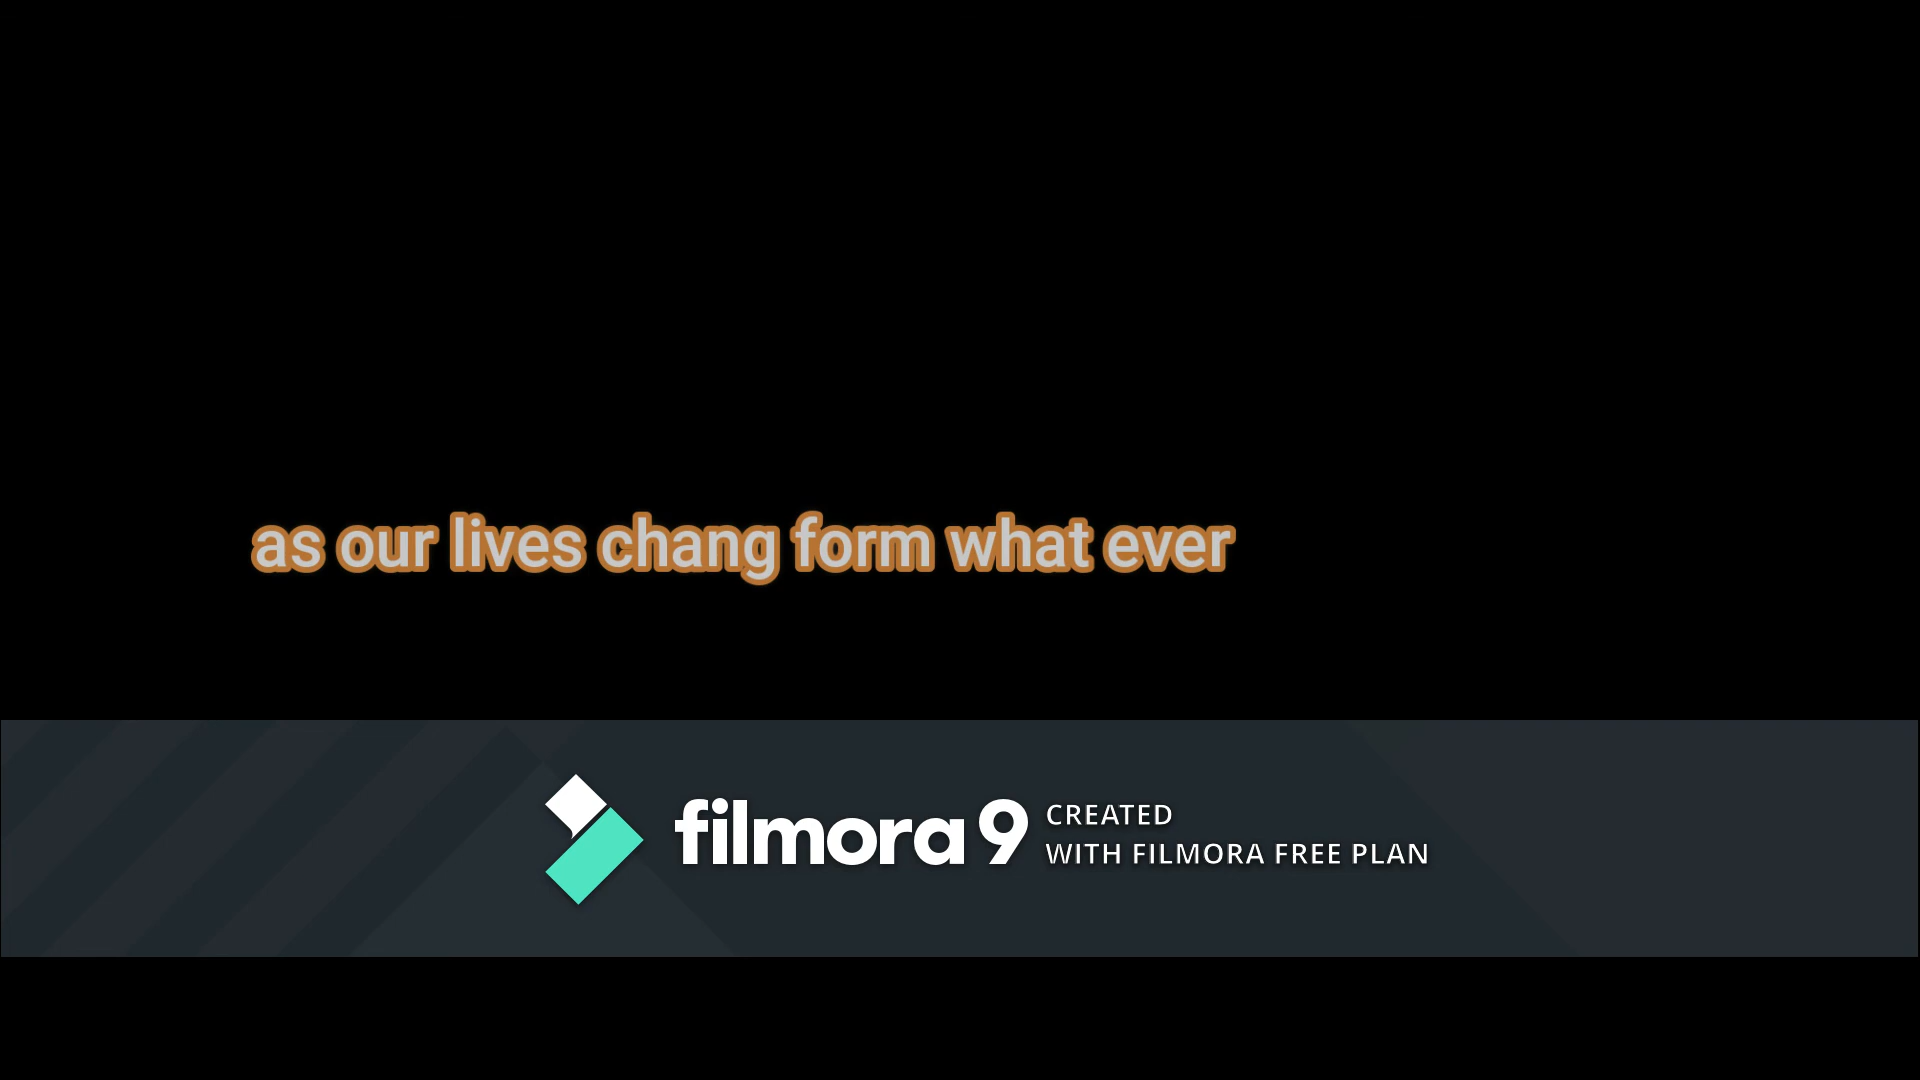 as our lives chang form what ever
filmora 9 CREATED
WITH FILMORA FREE PLAN